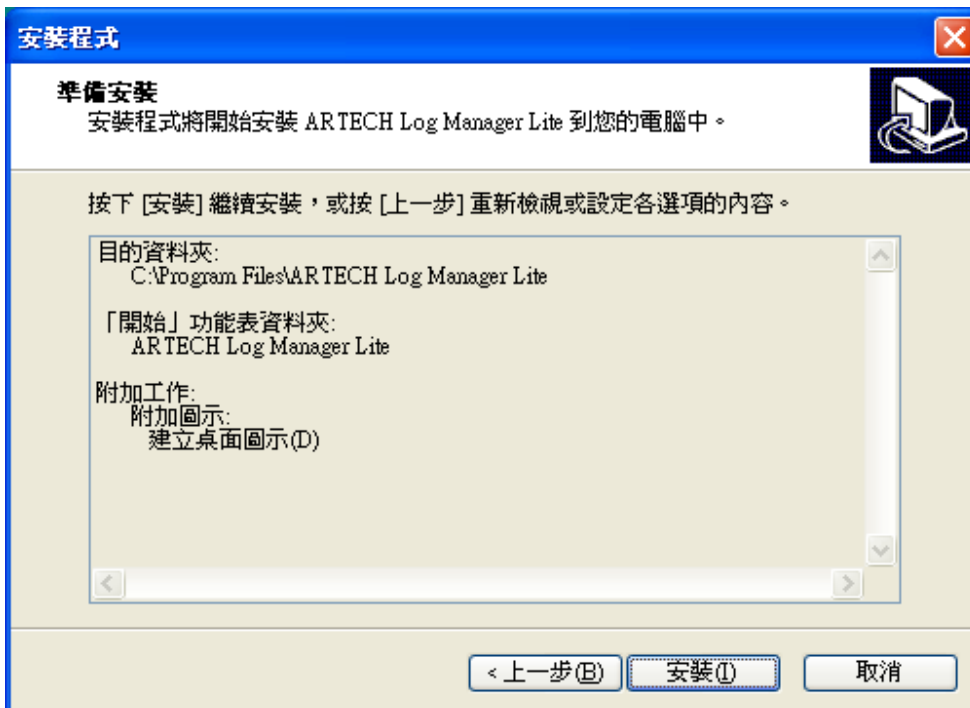 安裝程式
準備安裝
安裝程式將開始安裝 ARTECH Log Manager Lite 到您的電腦中。
按下 [安裝] 繼續安裝，或按 [上一步] 重新檢視或設定各選項的內容。
目的資料夾:
C:\Program Files\ARTECH Log Manager Lite
「開始」功能表資料夾:
ARTECH Log Manager Lite
附加工作:
附加圖示:
建立桌面圖示(D)
< 上一步(B)
安裝(I)
取消